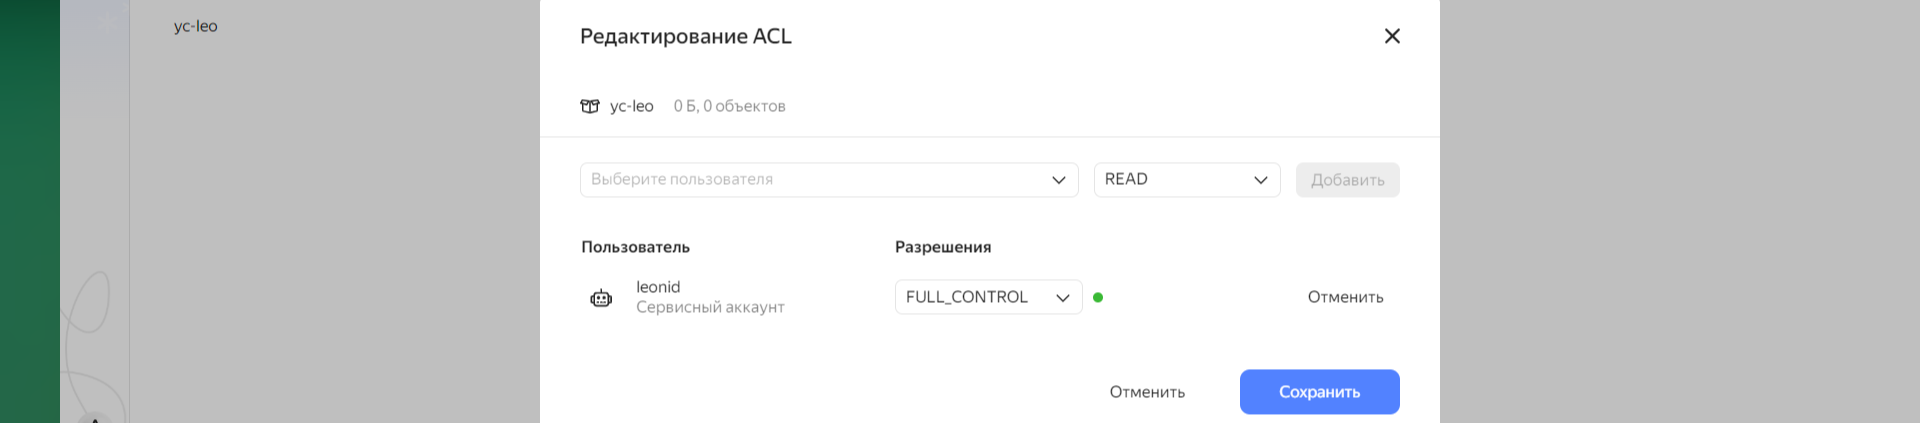 yc-leo
Редактирование ACL
yc-leo 0 Б, 0 объектов
Выберите пользователя READ Добавить
Пользователь Разрешения
leonid
Сервисный аккаунт
FULL_CONTROL Отменить
Отменить Сохранить